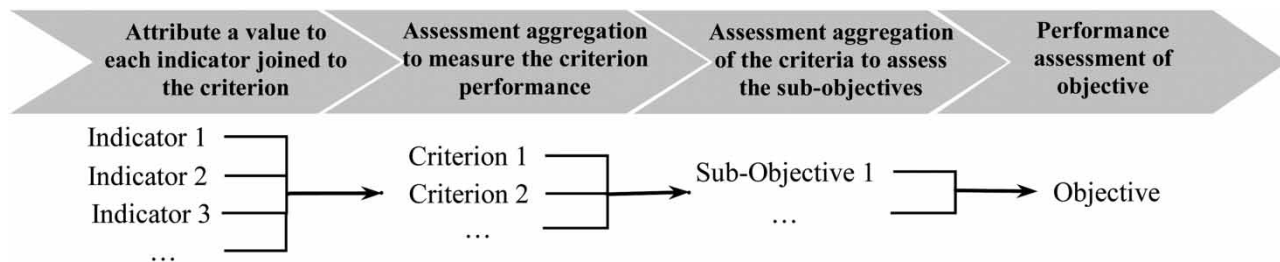 Attribute a value to
each indicator joined to
the criterion
Assessment aggregation
to measure the criterion
performance
Assessment aggregation
of the criteria to assess
the sub-objectives
Performance
assessment of
objective
Indicator 1
Indicator 2
Indicator 3
…
Criterion 1
Criterion 2
…
Sub-Objective 1
…
Objective